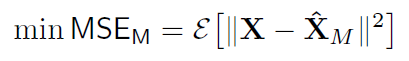 min MSE_M = ℰ[‖X − X̂_M‖²]